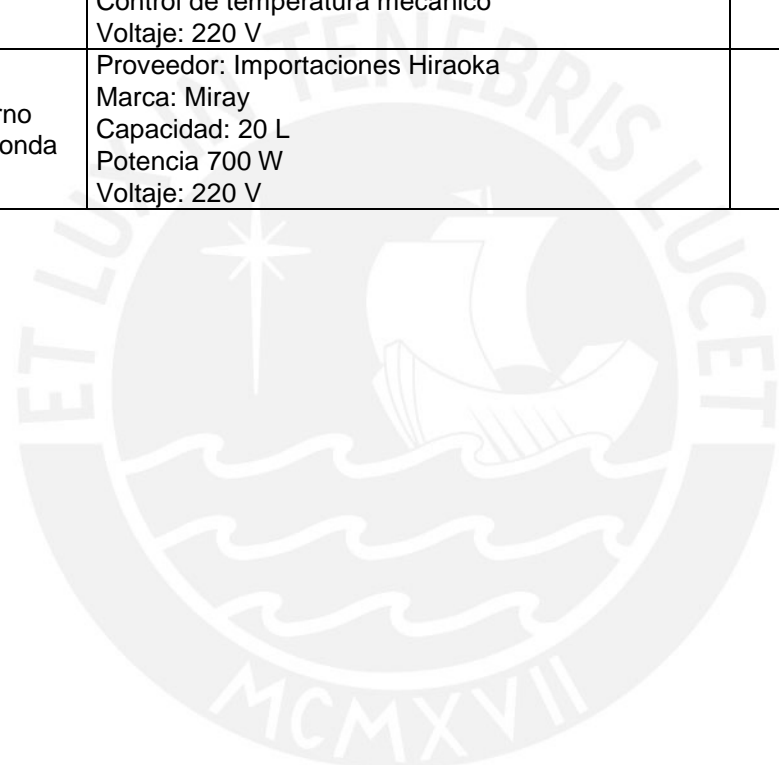 Control de temperatura mecánico
Voltaje: 220 V
rno
onda
Proveedor: Importaciones Hiraoka
Marca: Miray
Capacidad: 20 L
Potencia 700 W
Voltaje: 220 V
ET LUX IN TENEBRIS LUCET
MCMXVII